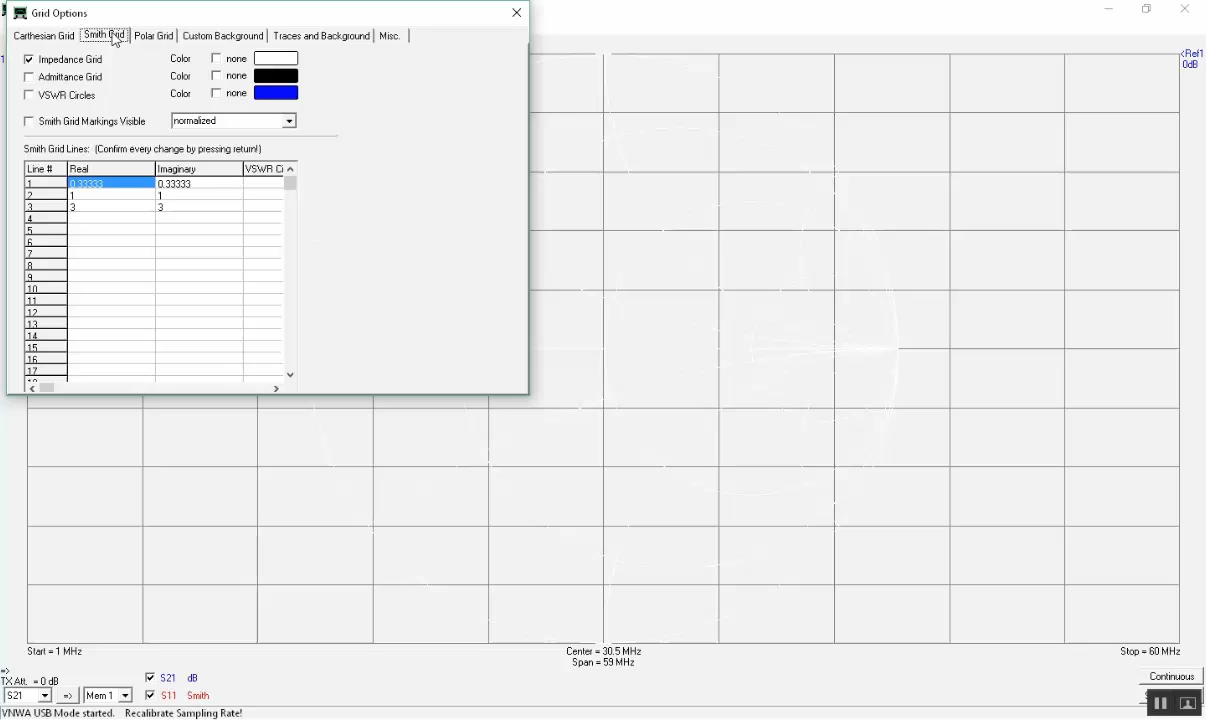 Grid Options
Carthesian Grid Smith Grid Polar Grid Custom Background Traces and Background Misc.
Impedance Grid Color none
Admittance Grid Color none
VSWR Circles Color none
Smith Grid Markings Visible normalized
Smith Grid Lines: (Confirm every change by pressing return!)
Line # Real Imaginary VSWR Ci
1 0.33333 0.33333
2 1 1
3 3 3
4
5
6
7
8
9
10
11
12
13
14
15
16
17
18
<Ref1
0dB
Start = 1 MHz Center = 30.5 MHz Stop = 60 MHz
Span = 59 MHz
=>
TX Att. = 0 dB S21 dB Continuous
S21 => Mem 1 S11 Smith
VNWA USB Mode started. Recalibrate Sampling Rate!